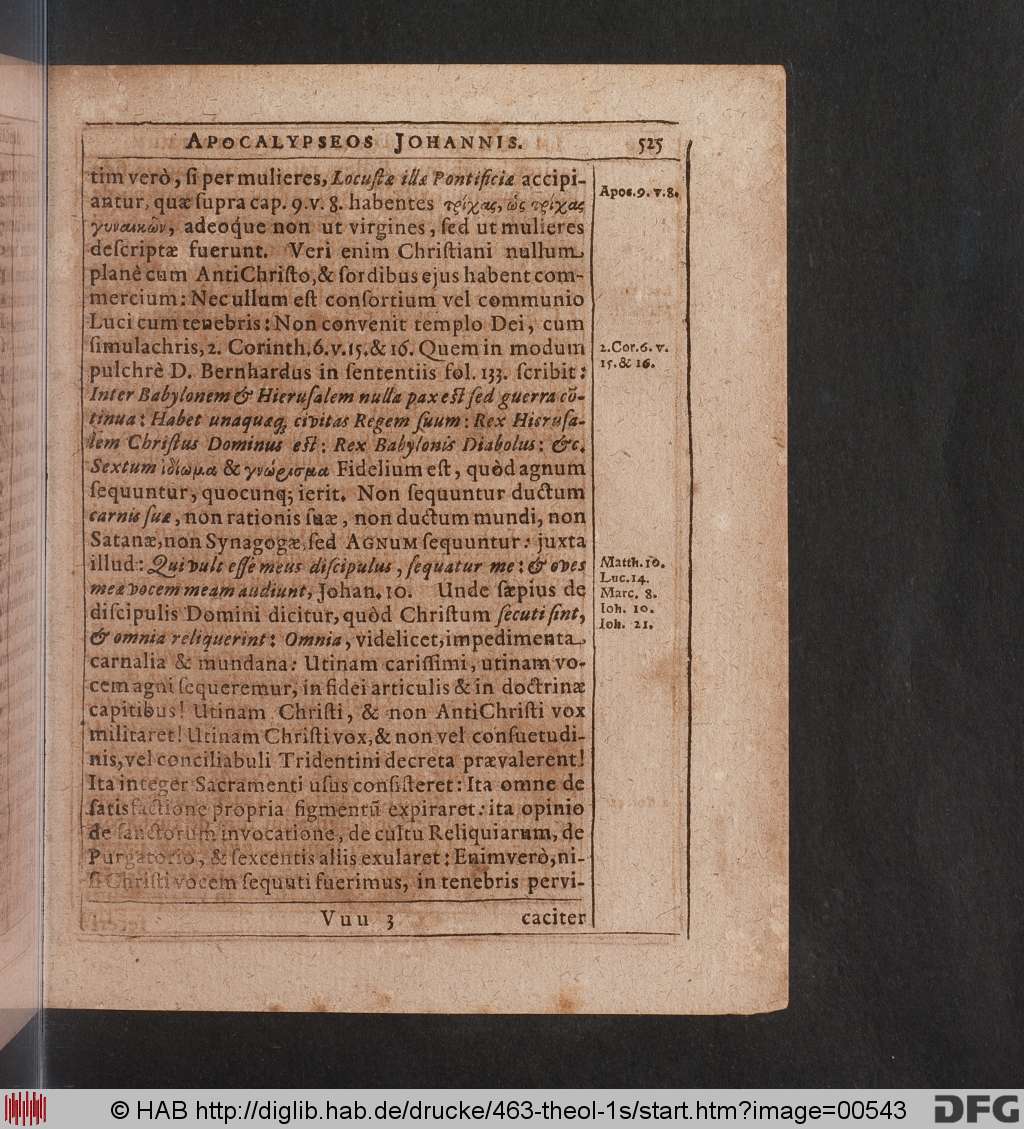 APOCALYPSEOS JOHANNIS. 525
tim verò, ſi per mulieres, Locuſtæ illæ Pontificiæ accipi-
antur, quæ ſupra cap. 9. v. 8. habentes τρίχας, ὡς τρίχας
γυναικῶν, adeoque non ut virgines, ſed ut mulieres
deſcriptæ fuerunt. Veri enim Chriſtiani nullum
planè cum AntiChriſto, & ſordibus ejus habent com-
mercium: Nec ullum eſt conſortium vel communio
Luci cum tenebris: Non convenit templo Dei, cum
ſimulachris, 2. Corinth. 6. v. 15. & 16. Quem in modum
pulchrè D. Bernhardus in ſententiis fol. 133. ſcribit:
Inter Babylonem & Hieruſalem nulla pax eſt ſed guerra cō-
tinua: Habet unaquæq; civitas Regem ſuum: Rex Hieruſa-
lem Chriſtus Dominus eſt: Rex Babylonis Diabolus: &c.
Sextum ἰδίωμα & γνώρισμα Fidelium eſt, quòd agnum
ſequuntur, quocunq; ierit. Non ſequuntur ductum
carnis ſuæ, non rationis ſuæ, non ductum mundi, non
Satanæ, non Synagogæ, ſed AGNUM ſequuntur: juxta
illud: Qui vult eſſe meus diſcipulus, ſequatur me: & oves
meæ vocem meam audiunt, Johan. 10. Unde ſæpius de
diſcipulis Domini dicitur, quòd Chriſtum ſecuti ſint,
& omnia reliquerint: Omnia, videlicet, impedimenta
carnalia & mundana: Utinam cariſſimi, utinam vo-
cem agni ſequeremur, in fidei articulis & in doctrinæ
capitibus! Utinam Chriſti, & non AntiChriſti vox
militaret! Utinam Chriſti vox, & non vel conſuetudi-
nis, vel conciliabuli Tridentini decreta prævalerent!
Ita integer Sacramenti uſus conſiſteret: Ita omne de
ſatisfactione propria figmentū expiraret: ita opinio
de ſanctorum invocatione, de cultu Reliquiarum, de
Purgatorio, & ſexcentis aliis exularet: Enimverò, ni-
ſi Chriſti vocem ſequuti fuerimus, in tenebris pervi-
Vuu 3 caciter
Apoc. 9. v. 8.
2. Cor. 6. v.
15. & 16.
Matth. 10.
Luc. 14.
Marc. 8.
Ioh. 10.
Ioh. 21.
© HAB http://diglib.hab.de/drucke/463-theol-1s/start.htm?image=00543
DFG